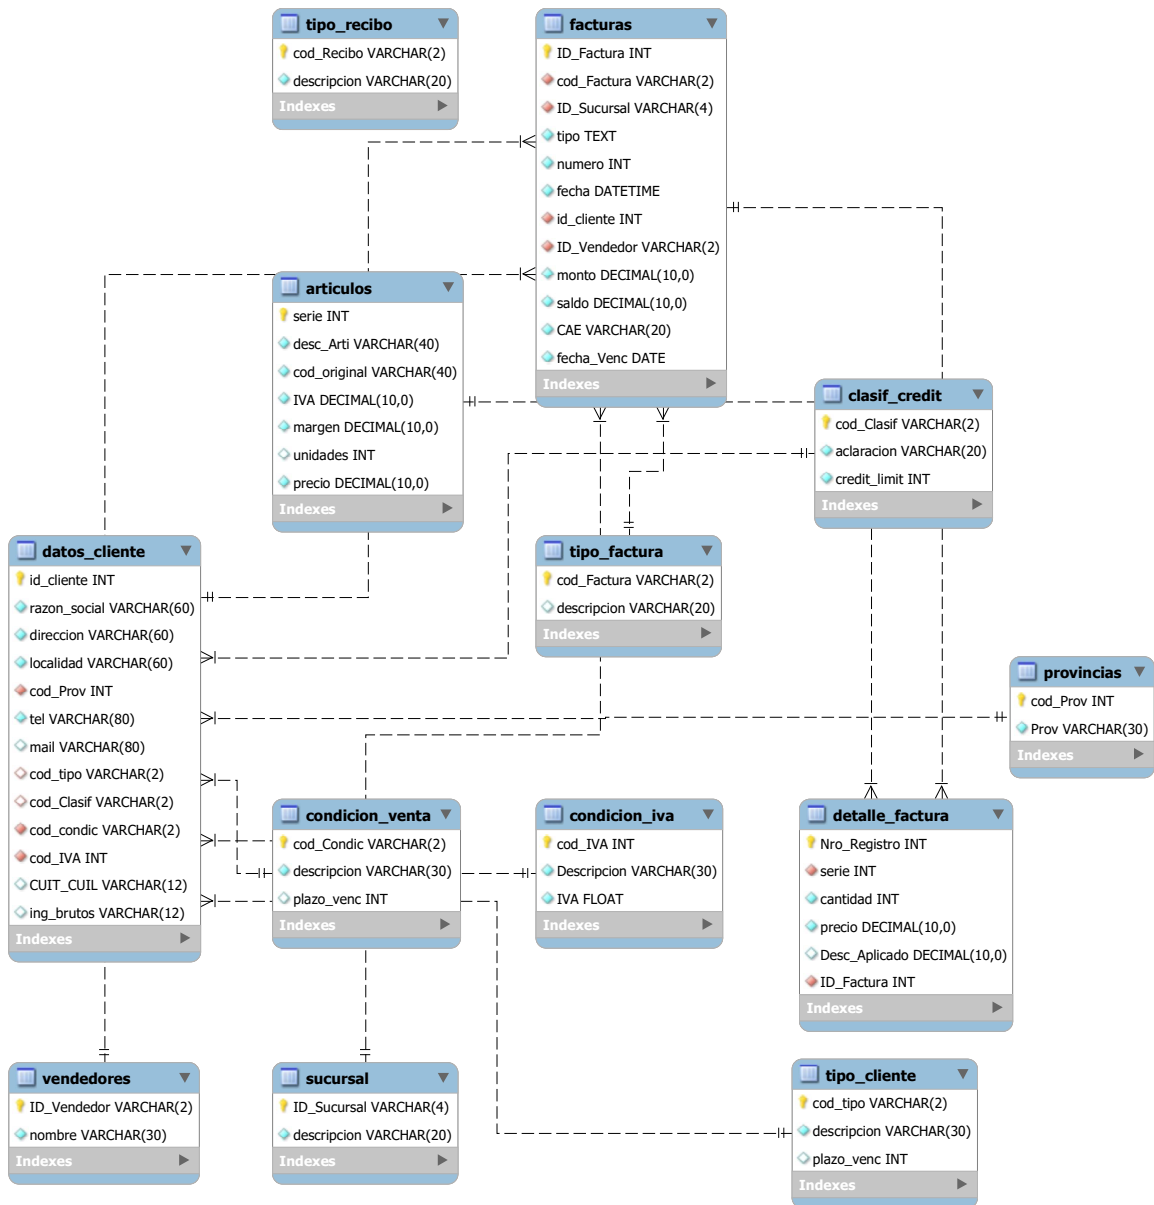 tipo_recibo
cod_Recibo VARCHAR(2)
descripcion VARCHAR(20)
Indexes
facturas
ID_Factura INT
cod_Factura VARCHAR(2)
ID_Sucursal VARCHAR(4)
tipo TEXT
numero INT
fecha DATETIME
id_cliente INT
ID_Vendedor VARCHAR(2)
monto DECIMAL(10,0)
saldo DECIMAL(10,0)
CAE VARCHAR(20)
fecha_Venc DATE
Indexes
articulos
serie INT
desc_Arti VARCHAR(40)
cod_original VARCHAR(40)
IVA DECIMAL(10,0)
margen DECIMAL(10,0)
unidades INT
precio DECIMAL(10,0)
Indexes
clasif_credit
cod_Clasif VARCHAR(2)
aclaracion VARCHAR(20)
credit_limit INT
Indexes
datos_cliente
id_cliente INT
razon_social VARCHAR(60)
direccion VARCHAR(60)
localidad VARCHAR(60)
cod_Prov INT
tel VARCHAR(80)
mail VARCHAR(80)
cod_tipo VARCHAR(2)
cod_Clasif VARCHAR(2)
cod_condic VARCHAR(2)
cod_IVA INT
CUIT_CUIL VARCHAR(12)
ing_brutos VARCHAR(12)
Indexes
tipo_factura
cod_Factura VARCHAR(2)
descripcion VARCHAR(20)
Indexes
provincias
cod_Prov INT
Prov VARCHAR(30)
Indexes
condicion_venta
cod_Condic VARCHAR(2)
descripcion VARCHAR(30)
plazo_venc INT
Indexes
condicion_iva
cod_IVA INT
Descripcion VARCHAR(30)
IVA FLOAT
Indexes
detalle_factura
Nro_Registro INT
serie INT
cantidad INT
precio DECIMAL(10,0)
Desc_Aplicado DECIMAL(10,0)
ID_Factura INT
Indexes
vendedores
ID_Vendedor VARCHAR(2)
nombre VARCHAR(30)
Indexes
sucursal
ID_Sucursal VARCHAR(4)
descripcion VARCHAR(20)
Indexes
tipo_cliente
cod_tipo VARCHAR(2)
descripcion VARCHAR(30)
plazo_venc INT
Indexes